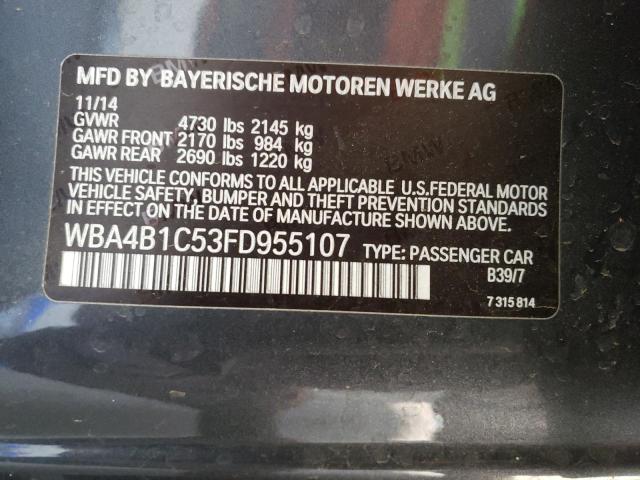 MFD BY BAYERISCHE MOTOREN WERKE AG
11/14
GVWR 4730 lbs 2145 kg
GAWR FRONT 2170 lbs 984 kg
GAWR REAR 2690 lbs 1220 kg
THIS VEHICLE CONFORMS TO ALL APPLICABLE U.S.FEDERAL MOTOR
VEHICLE SAFETY, BUMPER AND THEFT PREVENTION STANDARDS
IN EFFECT ON THE DATE OF MANUFACTURE SHOWN ABOVE.
WBA4B1C53FD955107 TYPE: PASSENGER CAR
B39/7
7 315 814